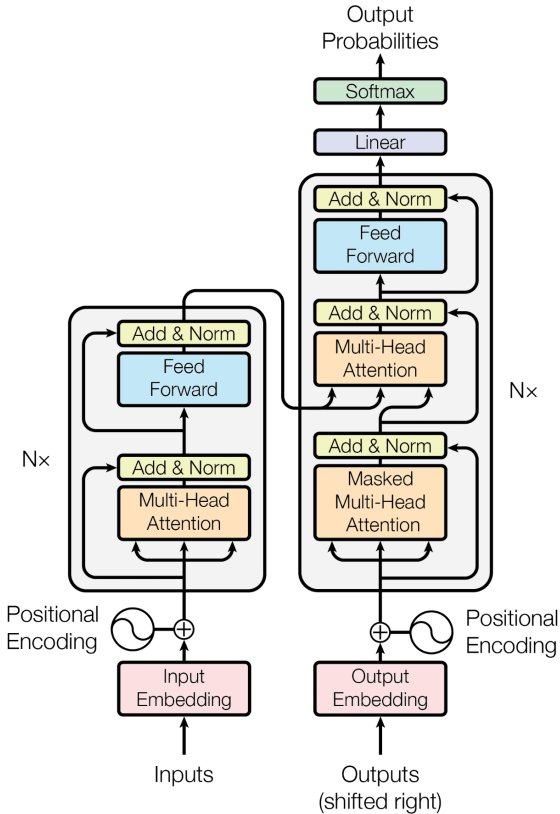 Output
Probabilities
Softmax
Linear
Add & Norm
Feed
Forward
Add & Norm
Multi-Head
Attention
Nx
Add & Norm
Masked
Multi-Head
Attention
Positional
Encoding
Output
Embedding
Outputs
(shifted right)
Add & Norm
Feed
Forward
Nx
Add & Norm
Multi-Head
Attention
Positional
Encoding
Input
Embedding
Inputs